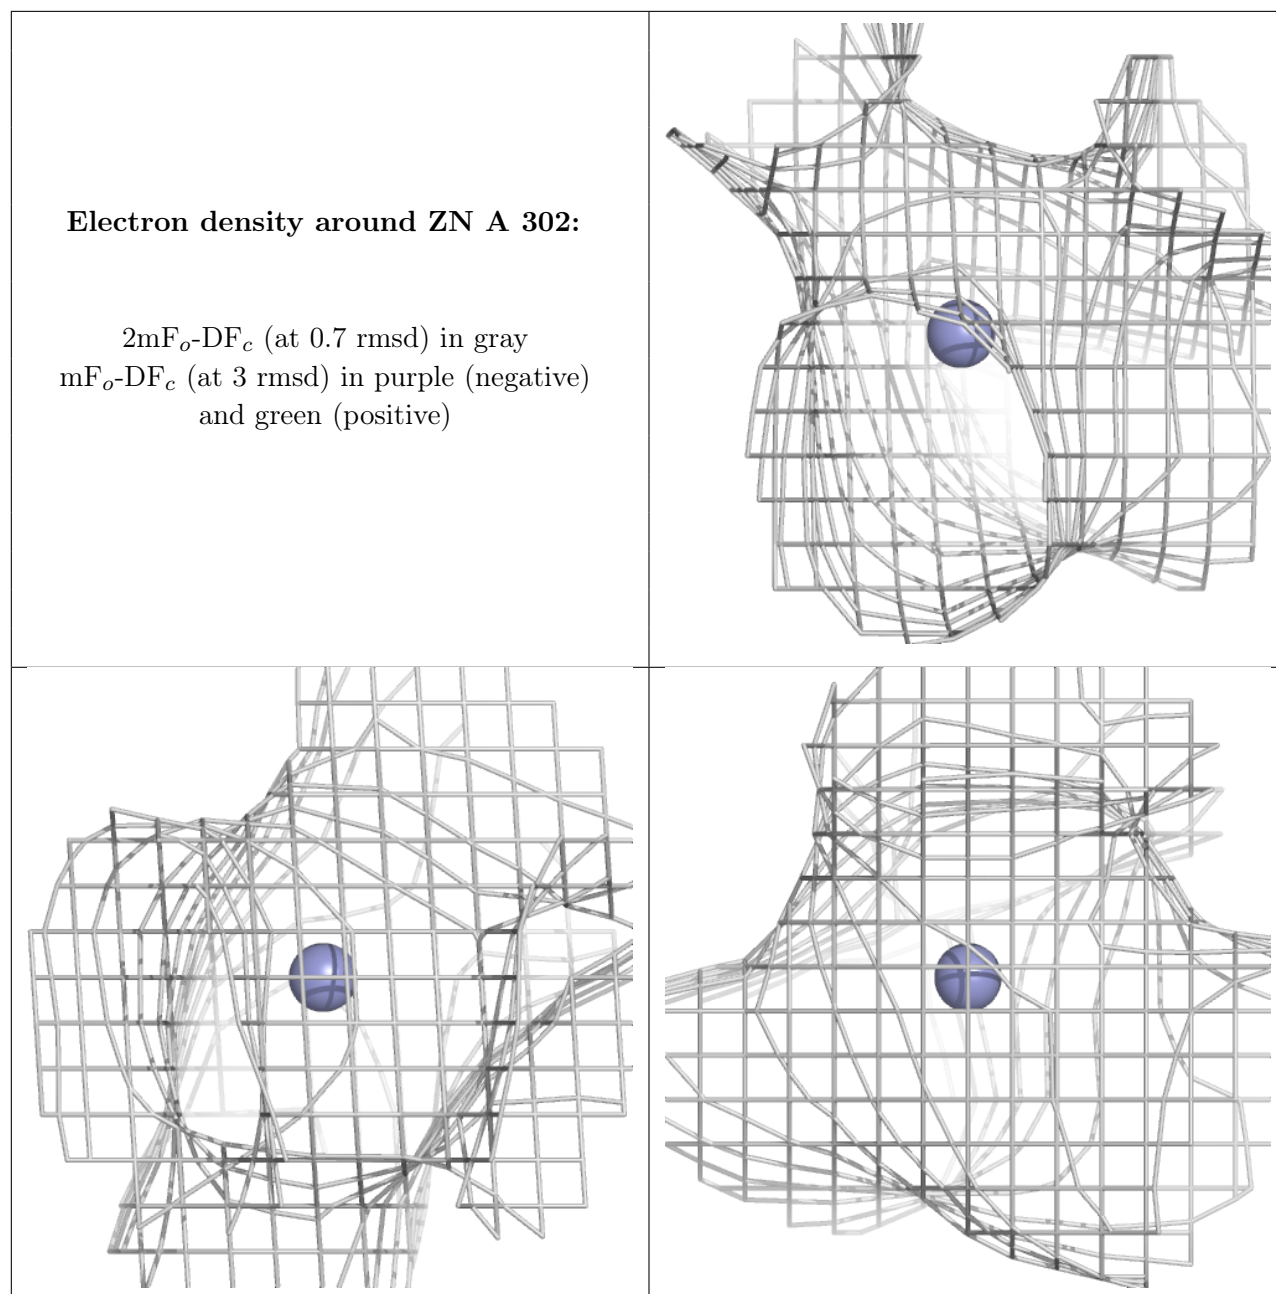 Electron density around ZN A 302:
2mFo-DFc (at 0.7 rmsd) in gray
mFo-DFc (at 3 rmsd) in purple (negative)
and green (positive)